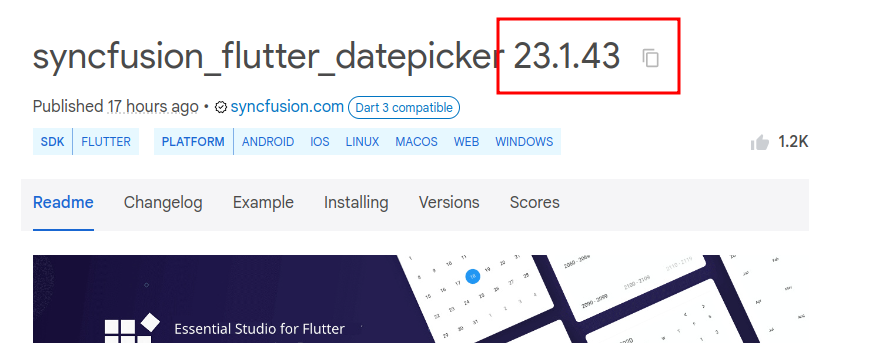 syncfusion_flutter_datepicker 23.1.43
Published 17 hours ago • syncfusion.com Dart 3 compatible
SDK FLUTTER PLATFORM ANDROID IOS LINUX MACOS WEB WINDOWS 1.2K
Readme Changelog Example Installing Versions Scores
Essential Studio for Flutter